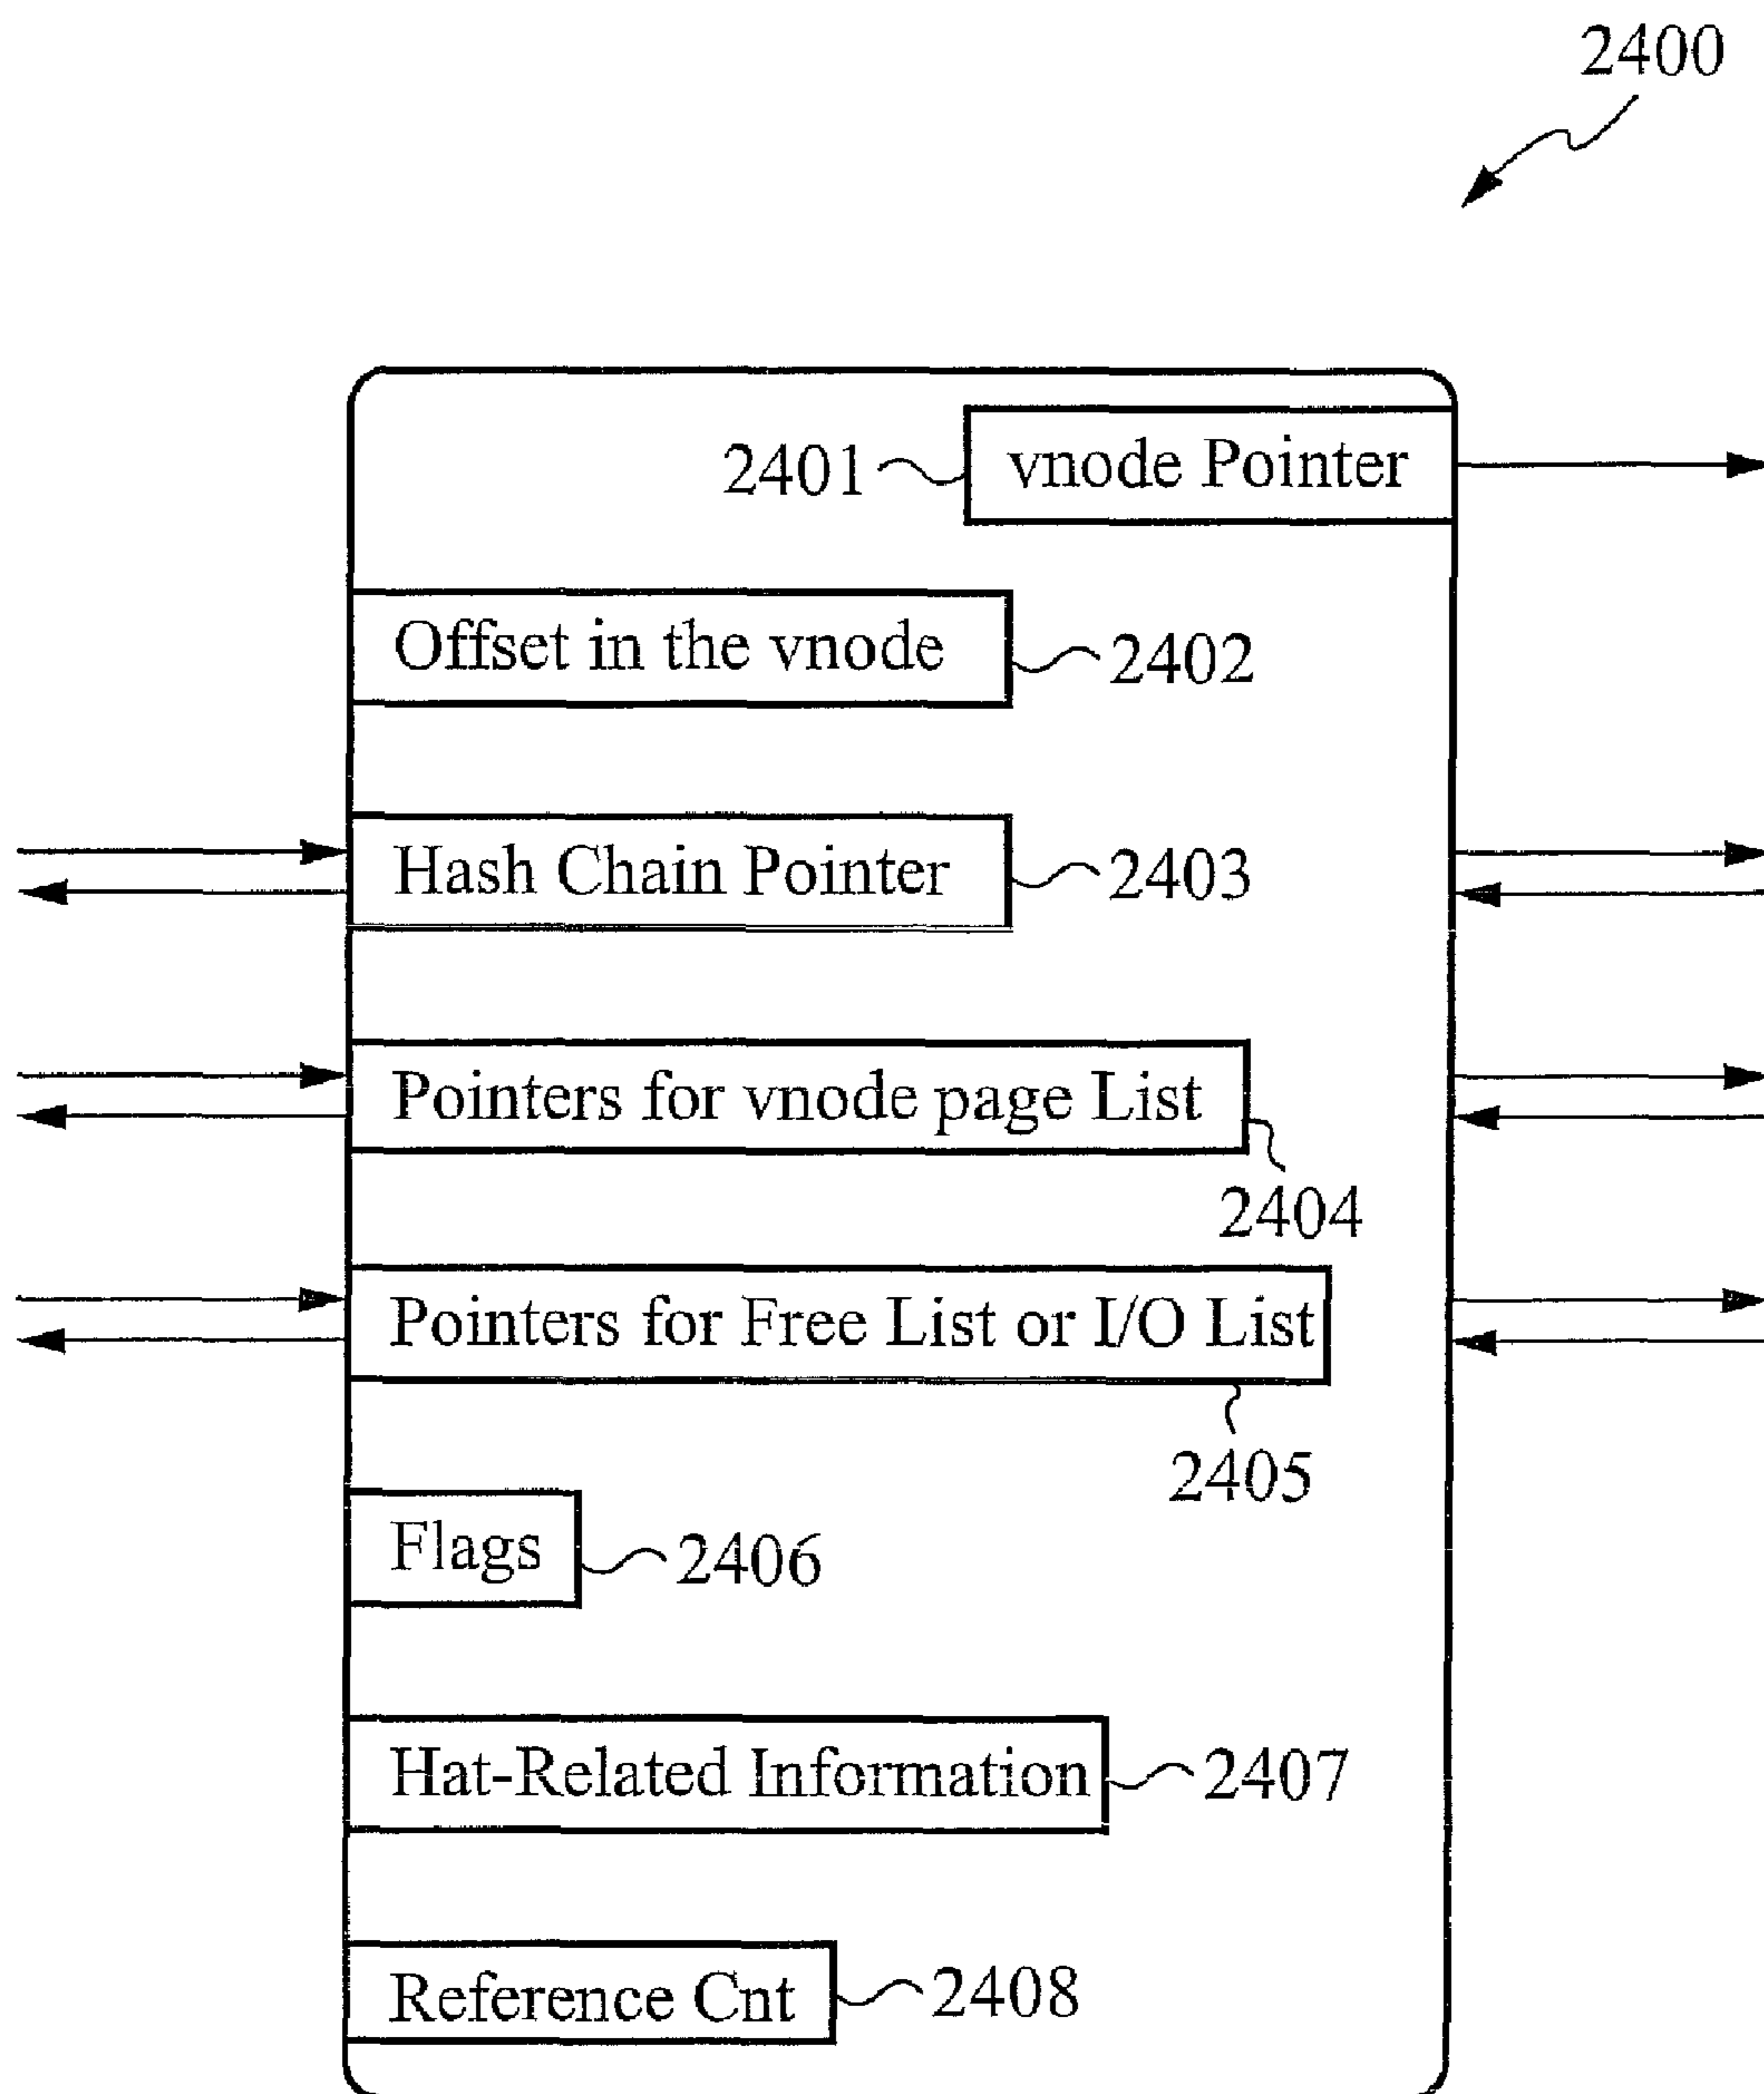 2400
2401 vnode Pointer
Offset in the vnode 2402
Hash Chain Pointer 2403
Pointers for vnode page List
2404
Pointers for Free List or I/O List
2405
Flags 2406
Hat-Related Information 2407
Reference Cnt 2408